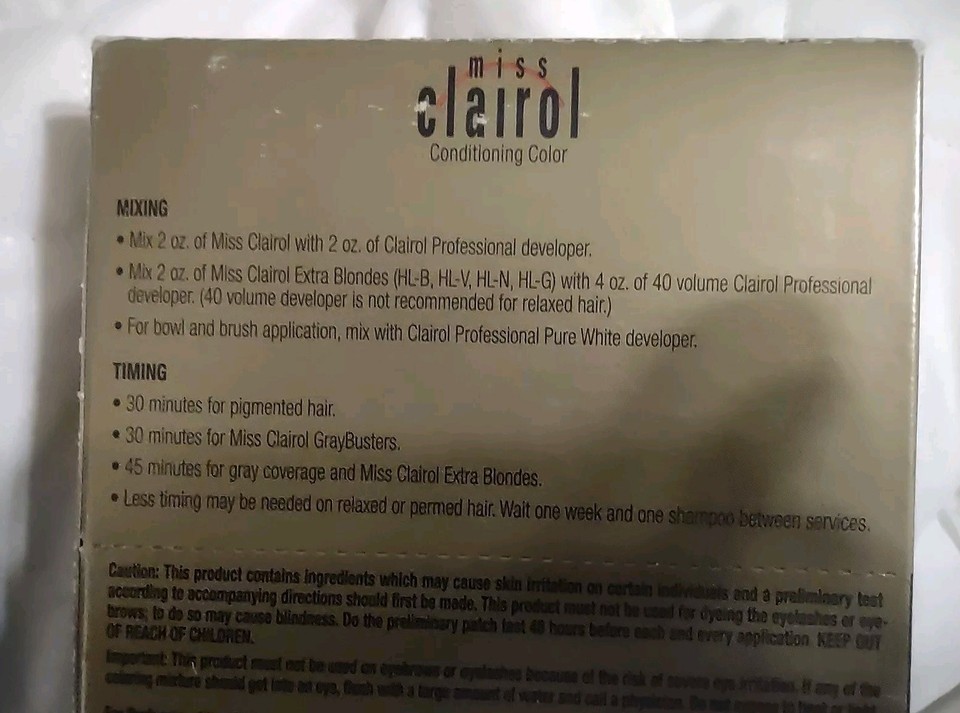 miss
clairol
Conditioning Color
MIXING
• Mix 2 oz. of Miss Clairol with 2 oz. of Clairol Professional developer.
• Mix 2 oz. of Miss Clairol Extra Blondes (HL-B, HL-V, HL-N, HL-G) with 4 oz. of 40 volume Clairol Professional
developer. (40 volume developer is not recommended for relaxed hair.)
• For bowl and brush application, mix with Clairol Professional Pure White developer.
TIMING
• 30 minutes for pigmented hair.
• 30 minutes for Miss Clairol GrayBusters.
• 45 minutes for gray coverage and Miss Clairol Extra Blondes.
• Less timing may be needed on relaxed or permed hair. Wait one week and one shampoo between services.
Caution: This product contains ingredients which may cause skin irritation on certain individuals and a preliminary test
according to accompanying directions should first be made. This product must not be used for dyeing the eyelashes or eye-
brows; to do so may cause blindness. Do the preliminary patch test 48 hours before each and every application. KEEP OUT
OF REACH OF CHILDREN.
Important: This product must not be used on eyebrows or eyelashes because of the risk of severe eye irritation. If any of the
coloring mixture should get into an eye, flush with a large amount of water and call a physician. Do not expose to heat or light.